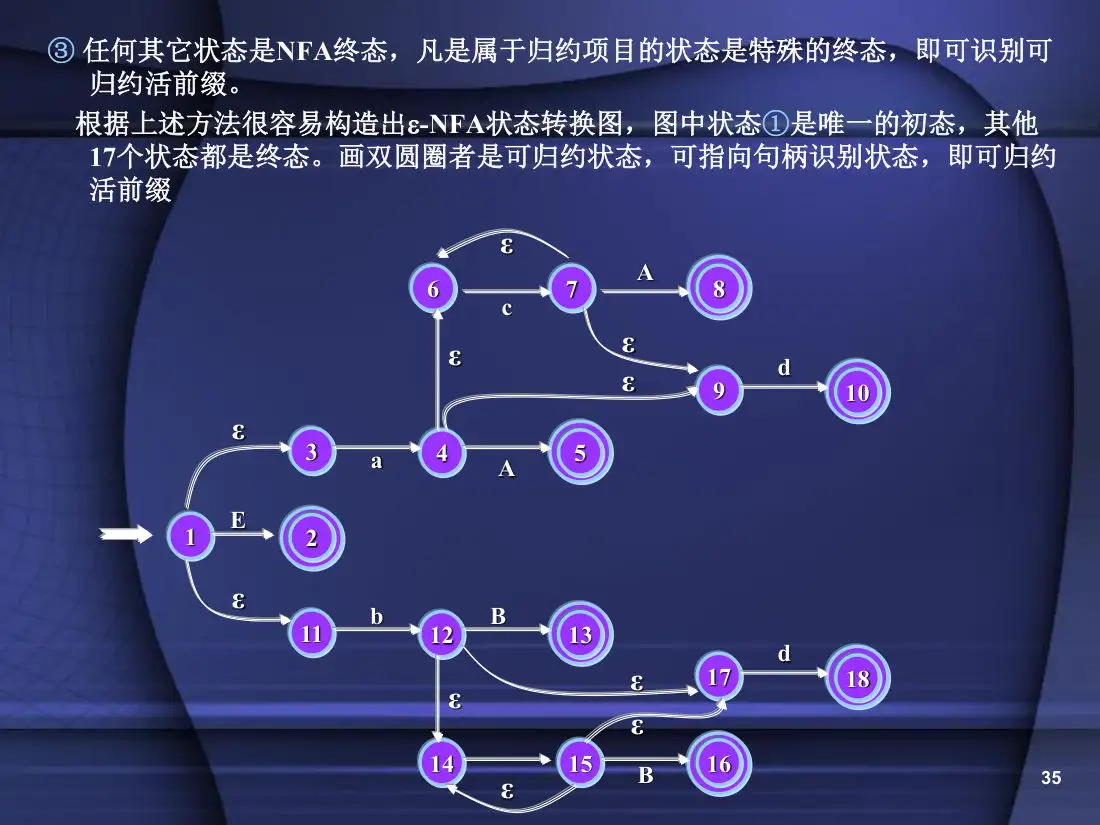 ③ 任何其它状态是NFA终态，凡是属于归约项目的状态是特殊的终态，即可识别可
归约活前缀。
根据上述方法很容易构造出ε-NFA状态转换图，图中状态①是唯一的初态，其他
17个状态都是终态。画双圆圈者是可归约状态，可指向句柄识别状态，即可归约
活前缀
ε
6
7
A
8
c
ε
ε
ε
9
d
10
ε
3
a
4
A
5
1
E
2
ε
11
b
12
B
13
ε
17
d
18
ε
ε
14
15
B
16
ε
35